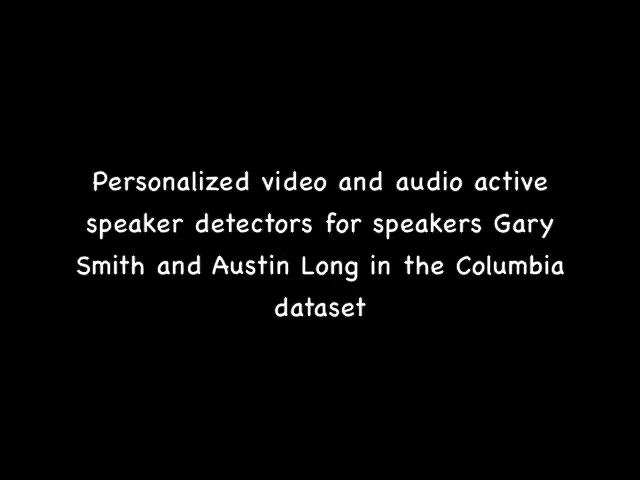 Personalized video and audio active
speaker detectors for speakers Gary
Smith and Austin Long in the Columbia
dataset